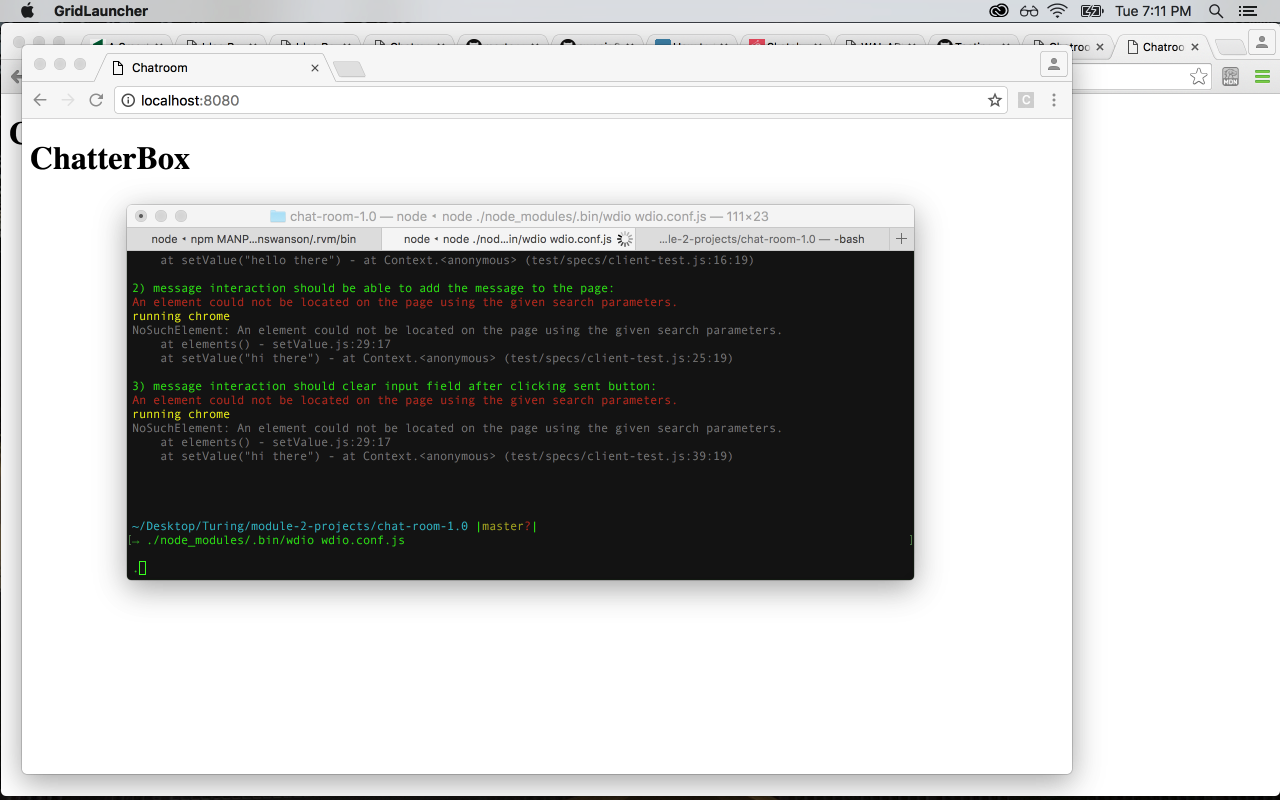 GridLauncher
Tue 7:11 PM
Chatroo
Chatroom
localhost:8080
ChatterBox
chat-room-1.0 — node • node ./node_modules/.bin/wdio wdio.conf.js — 111×23
node • npm MANP...nswanson/.rvm/bin
node • node ./nod...in/wdio wdio.conf.js
...le-2-projects/chat-room-1.0 — -bash
at setValue("hello there") - at Context.<anonymous> (test/specs/client-test.js:16:19)
2) message interaction should be able to add the message to the page:
An element could not be located on the page using the given search parameters.
running chrome
NoSuchElement: An element could not be located on the page using the given search parameters.
at elements() - setValue.js:29:17
at setValue("hi there") - at Context.<anonymous> (test/specs/client-test.js:25:19)
3) message interaction should clear input field after clicking sent button:
An element could not be located on the page using the given search parameters.
running chrome
NoSuchElement: An element could not be located on the page using the given search parameters.
at elements() - setValue.js:29:17
at setValue("hi there") - at Context.<anonymous> (test/specs/client-test.js:39:19)
~/Desktop/Turing/module-2-projects/chat-room-1.0 |master?|
[→ ./node_modules/.bin/wdio wdio.conf.js ]
.